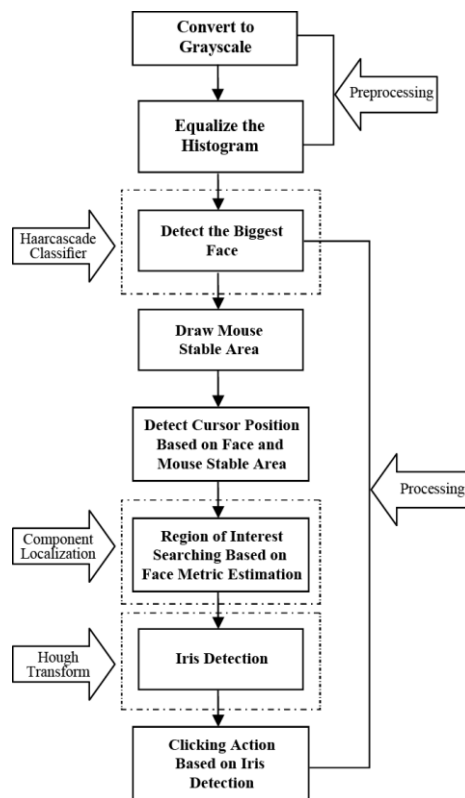 Convert to
Grayscale
Preprocessing
Equalize the
Histogram
Haarcascade
Classifier
Detect the Biggest
Face
Draw Mouse
Stable Area
Detect Cursor Position
Based on Face and
Mouse Stable Area
Processing
Component
Localization
Region of Interest
Searching Based on
Face Metric Estimation
Hough
Transform
Iris Detection
Clicking Action
Based on Iris
Detection